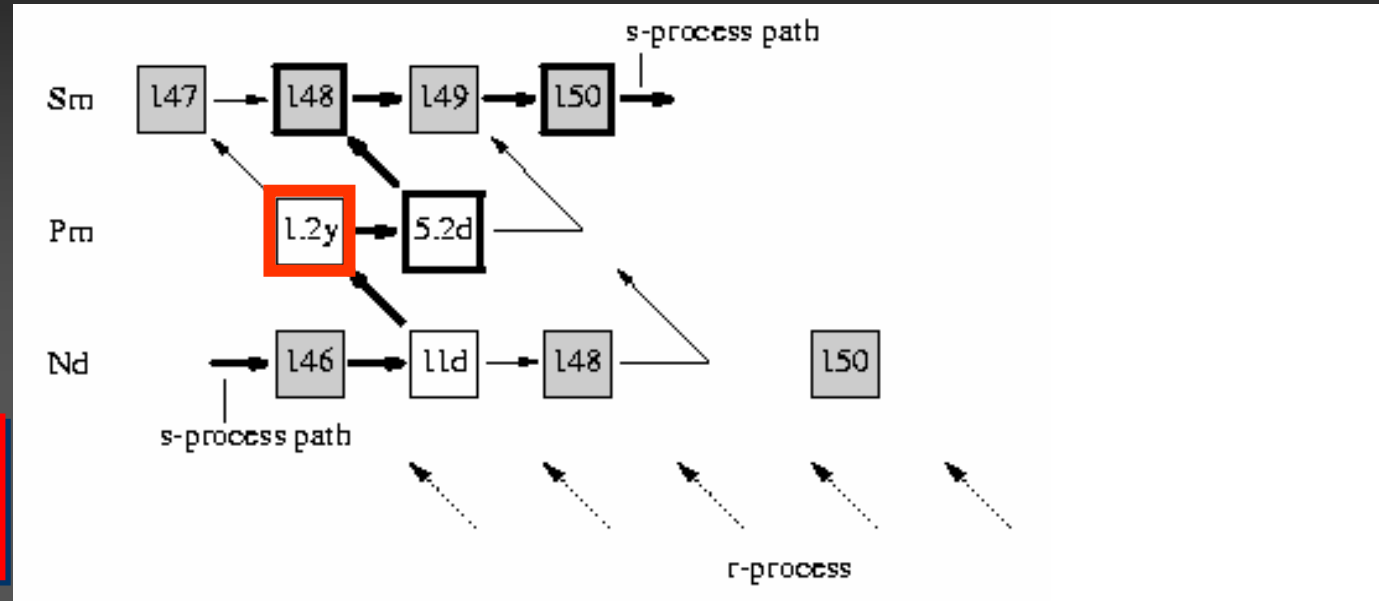 s-process path
Sm 147 148 149 150
Pm 1.2y 5.2d
Nd 146 11d 148 150
s-process path
r-process